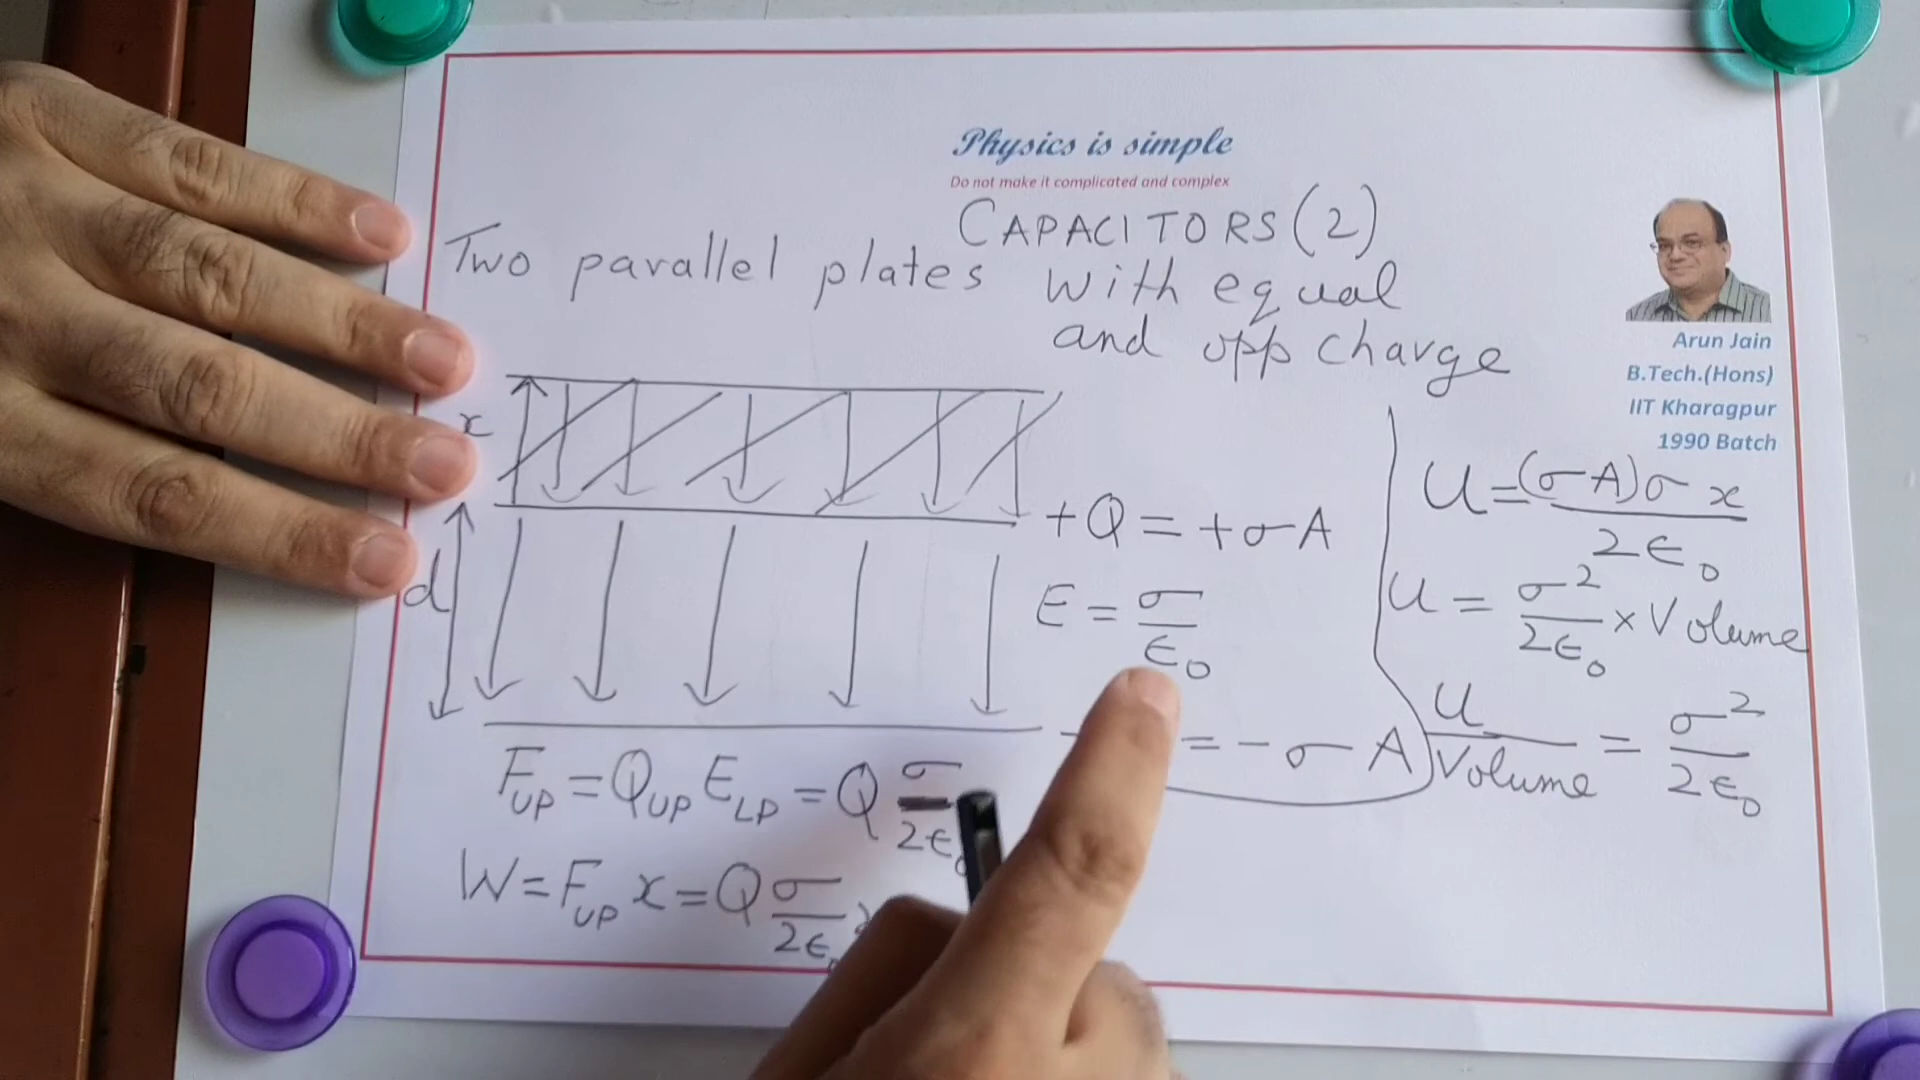 Physics is simple
Do not make it complicated and complex
CAPACITORS (2)
Two parallel plates with equal
and opp charge
Arun Jain
B.Tech.(Hons)
IIT Kharagpur
1990 Batch
x
d
+Q = +σA
E = σ/ϵ₀
= -σA
F_UP = Q_UP E_LP = Q σ/2ϵ₀
W = F_UP x = Q σ/2ϵ₀
U = (σA)σx/2ϵ₀
U = σ²/2ϵ₀ × Volume
U/Volume = σ²/2ϵ₀